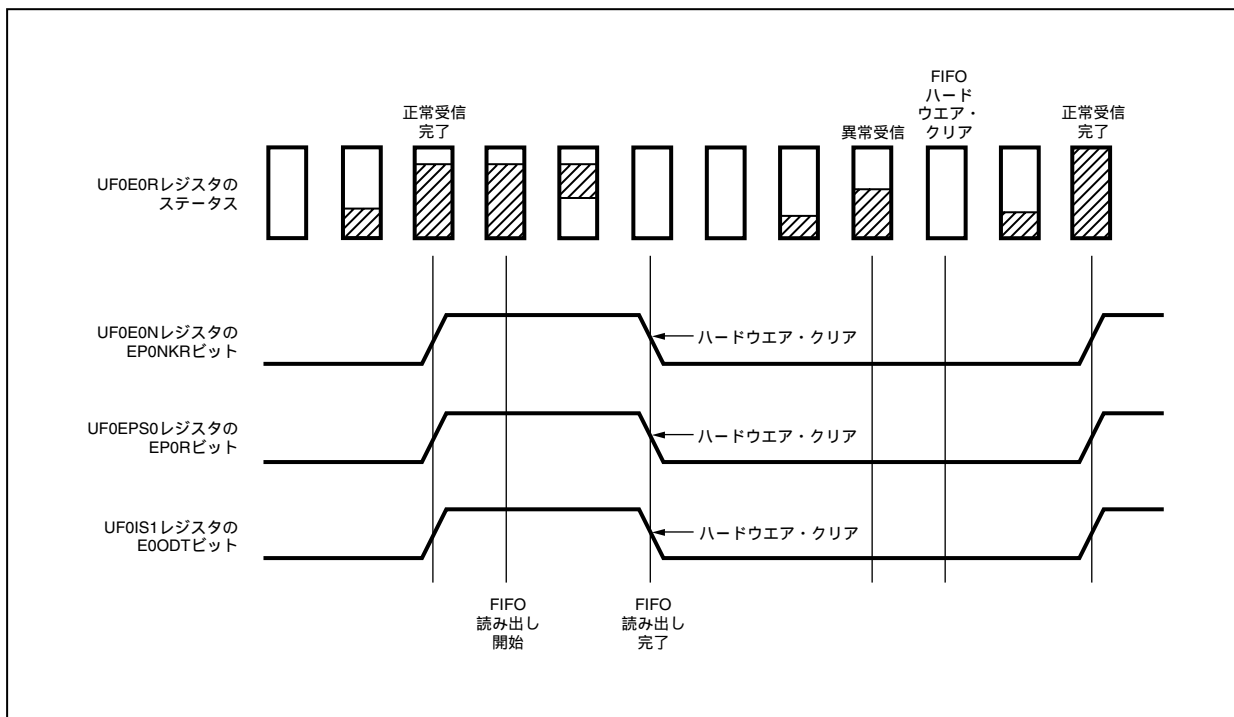 FIFO
ハード
ウエア・
クリア
正常受信
完了
異常受信
正常受信
完了
UF0E0Rレジスタの
ステータス
UF0E0Nレジスタの
EP0NKRビット
ハードウエア・クリア
UF0EPS0レジスタの
EP0Rビット
ハードウエア・クリア
UF0IS1レジスタの
E0ODTビット
ハードウエア・クリア
FIFO
読み出し
開始
FIFO
読み出し
完了